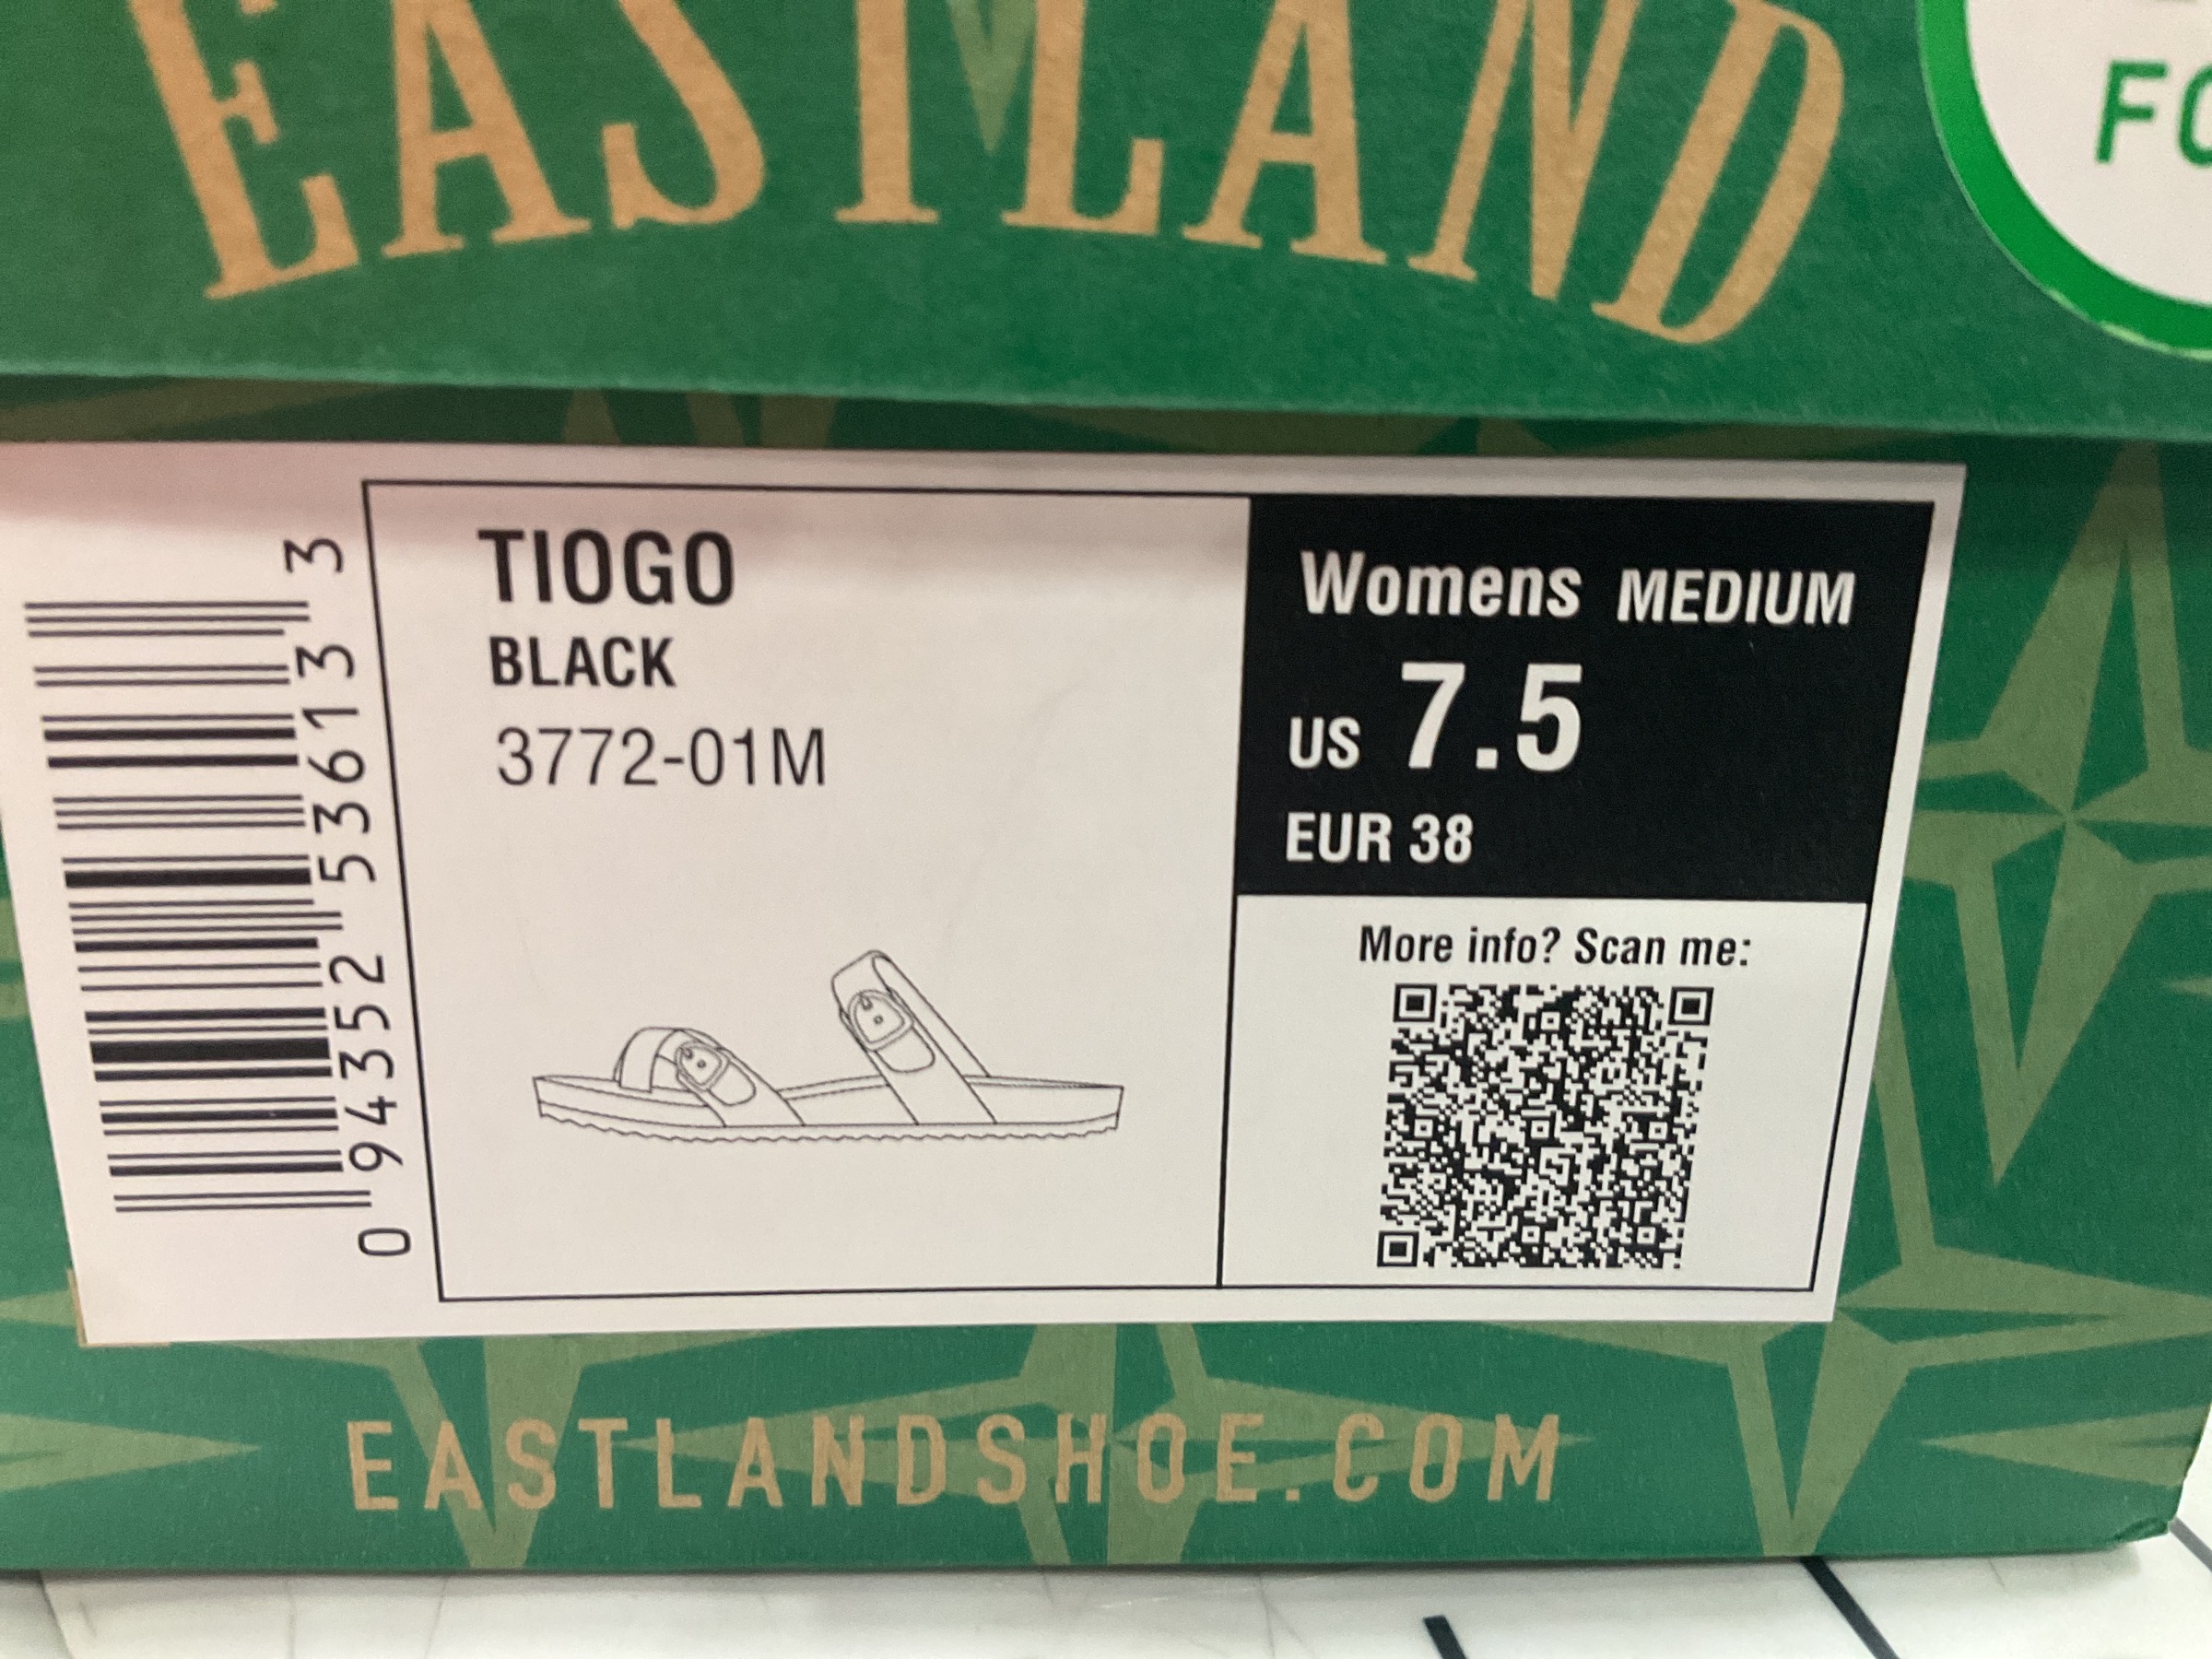 EASTLAND
FO
TIOGO
BLACK
3772-01M
Womens MEDIUM
US 7.5
EUR 38
More info? Scan me:
0 94352 53613 3
EASTLANDSHOE.COM